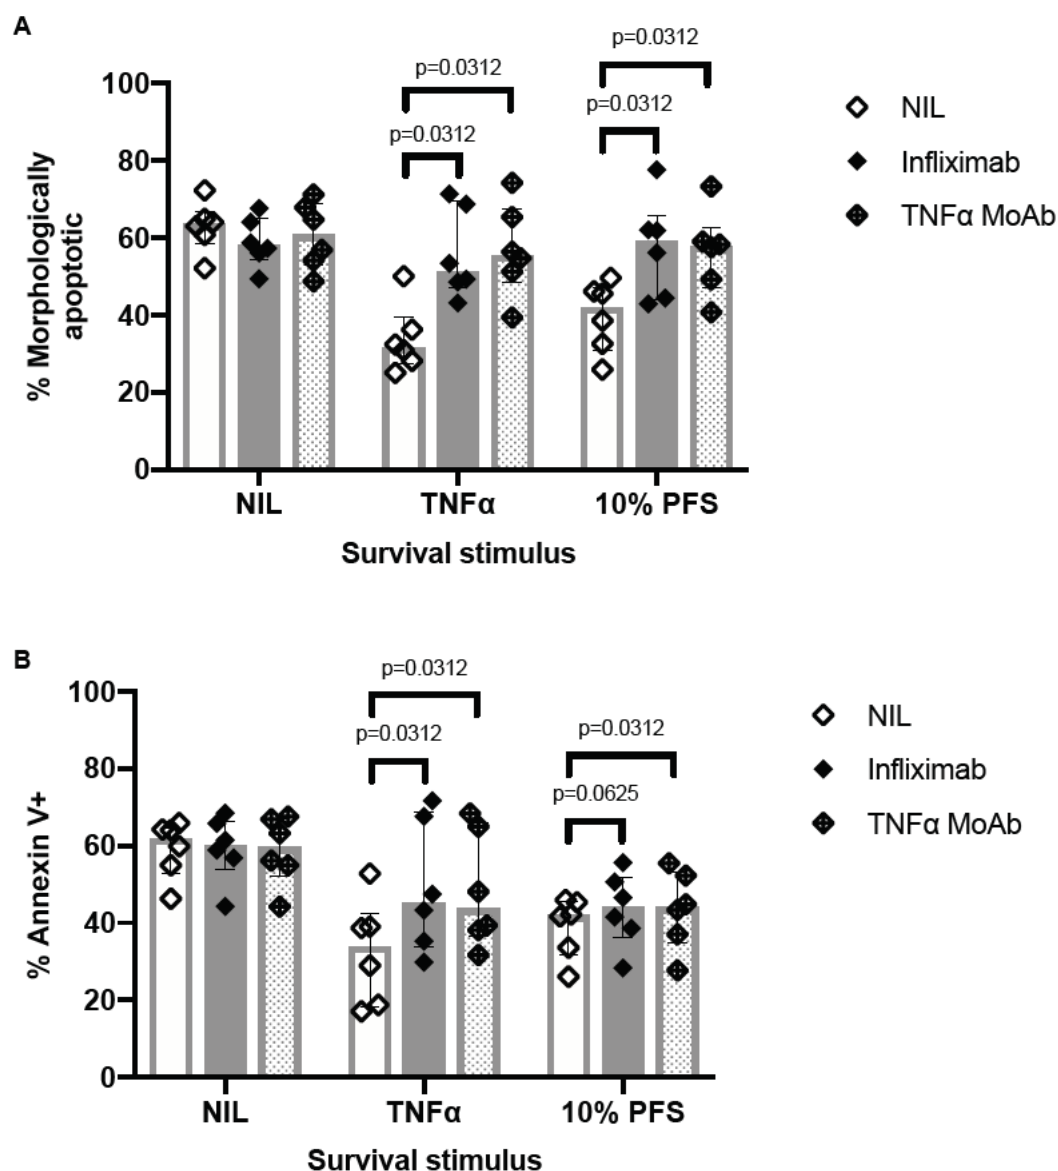 A
p=0.0312
p=0.0312
p=0.0312
p=0.0312
100
80
60
40
20
0
% Morphologically
apoptotic
NIL
Infliximab
TNFα MoAb
NIL
TNFα
10% PFS
Survival stimulus
B
p=0.0312
p=0.0312
p=0.0312
p=0.0625
100
80
60
40
20
0
% Annexin V+
NIL
Infliximab
TNFα MoAb
NIL
TNFα
10% PFS
Survival stimulus